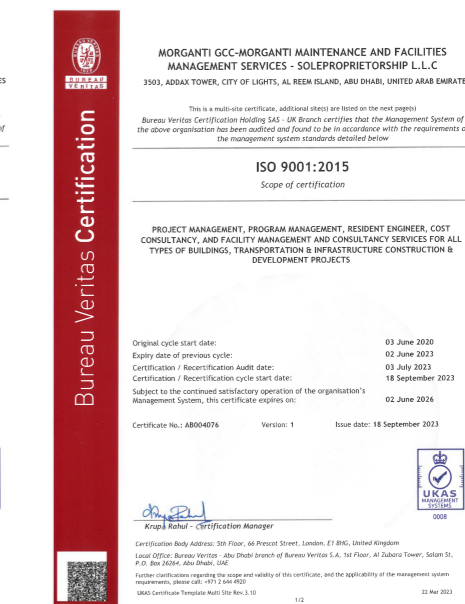 ES
of
BUREAU
VERITAS
Bureau Veritas Certification
MORGANTI GCC-MORGANTI MAINTENANCE AND FACILITIES
MANAGEMENT SERVICES - SOLEPROPRIETORSHIP L.L.C
3503, ADDAX TOWER, CITY OF LIGHTS, AL REEM ISLAND, ABU DHABI, UNITED ARAB EMIRATE
This is a multi-site certificate, additional site(s) are listed on the next page(s)
Bureau Veritas Certification Holding SAS - UK Branch certifies that the Management System of
the above organisation has been audited and found to be in accordance with the requirements o
the management system standards detailed below
ISO 9001:2015
Scope of certification
PROJECT MANAGEMENT, PROGRAM MANAGEMENT, RESIDENT ENGINEER, COST
CONSULTANCY, AND FACILITY MANAGEMENT AND CONSULTANCY SERVICES FOR ALL
TYPES OF BUILDINGS, TRANSPORTATION & INFRASTRUCTURE CONSTRUCTION &
DEVELOPMENT PROJECTS
Original cycle start date: 03 June 2020
Expiry date of previous cycle: 02 June 2023
Certification / Recertification Audit date: 03 July 2023
Certification / Recertification cycle start date: 18 September 2023
Subject to the continued satisfactory operation of the organisation's
Management System, this certificate expires on: 02 June 2026
Certificate No.: AB004076 Version: 1 Issue date: 18 September 2023
UKAS
MANAGEMENT
SYSTEMS
0008
Krupa Rahul - Certification Manager
Certification Body Address: 5th Floor, 66 Prescot Street, London, E1 8HG, United Kingdom
Local Office: Bureau Veritas - Abu Dhabi branch of Bureau Veritas S.A, 1st Floor, Al Zubara Tower, Salam St,
P.O. Box 26264, Abu Dhabi, UAE
Further clarifications regarding the scope and validity of this certificate, and the applicability of the management system
requirements, please call: +971 2 644 4920
UKAS Certificate Template Multi Site Rev.3.10 22 Mar 2023
1/2